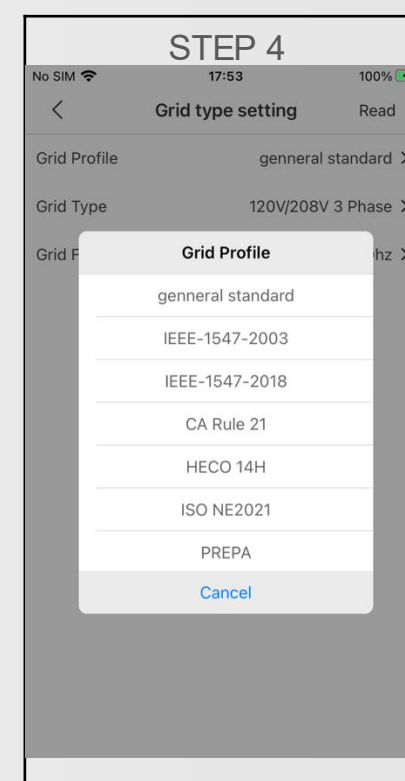 STEP 4
No SIM 17:53 100%
Grid type setting Read
Grid Profile genneral standard
Grid Type 120V/208V 3 Phase
Grid F hz
Grid Profile
genneral standard
IEEE-1547-2003
IEEE-1547-2018
CA Rule 21
HECO 14H
ISO NE2021
PREPA
Cancel